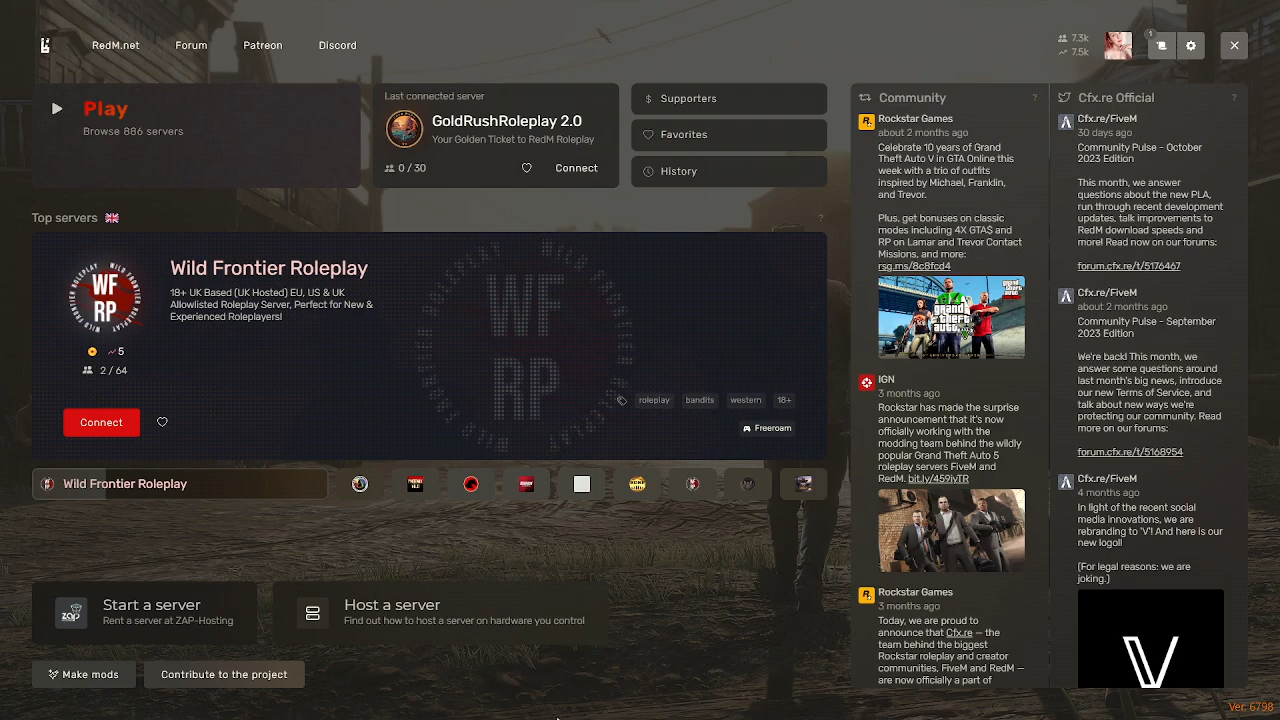 RedM.net
Forum
Patreon
Discord
7.3k
7.5k
1
Play
Browse 886 servers
Last connected server
GoldRushRoleplay 2.0
Your Golden Ticket to RedM Roleplay
0 / 30
Connect
$ Supporters
Favorites
History
Top servers
?
WILD FRONTIER ROLEPLAY
WF
RP
Wild Frontier Roleplay
18+ UK Based (UK Hosted) EU, US & UK
Allowlisted Roleplay Server, Perfect for New &
Experienced Roleplayers!
5
2 / 64
Connect
WF
RP
roleplay
bandits
western
18+
Freeroam
Wild Frontier Roleplay
zap
Start a server
Rent a server at ZAP-Hosting
Host a server
Find out how to host a server on hardware you control
Make mods
Contribute to the project
Community
?
Rockstar Games
about 2 months ago
Celebrate 10 years of Grand
Theft Auto V in GTA Online this
week with a trio of outfits
inspired by Michael, Franklin,
and Trevor.
Plus, get bonuses on classic
modes including 4X GTA$ and
RP on Lamar and Trevor Contact
Missions, and more:
rsg.ms/8c8fcd4
grand
theft
auto
V
IGN
3 months ago
Rockstar has made the surprise
announcement that it's now
officially working with the
modding team behind the wildly
popular Grand Theft Auto 5
roleplay servers FiveM and
RedM. bit.ly/459iyTR
Rockstar Games
3 months ago
Today, we are proud to
announce that Cfx.re — the
team behind the biggest
Rockstar roleplay and creator
communities, FiveM and RedM —
are now officially a part of
Cfx.re Official
?
Cfx.re/FiveM
30 days ago
Community Pulse - October
2023 Edition
This month, we answer
questions about the new PLA,
run through recent development
updates, talk improvements to
RedM download speeds and
more! Read now on our forums:
forum.cfx.re/t/5176467
Cfx.re/FiveM
about 2 months ago
Community Pulse - September
2023 Edition
We're back! This month, we
answer some questions around
last month's big news, introduce
our new Terms of Service, and
talk about new ways we're
protecting our community. Read
more on our forums:
forum.cfx.re/t/5168954
Cfx.re/FiveM
4 months ago
In light of the recent social
media innovations, we are
rebranding to 'V'! And here is our
new logo!!
(For legal reasons: we are
joking.)
V
Ver. 6798